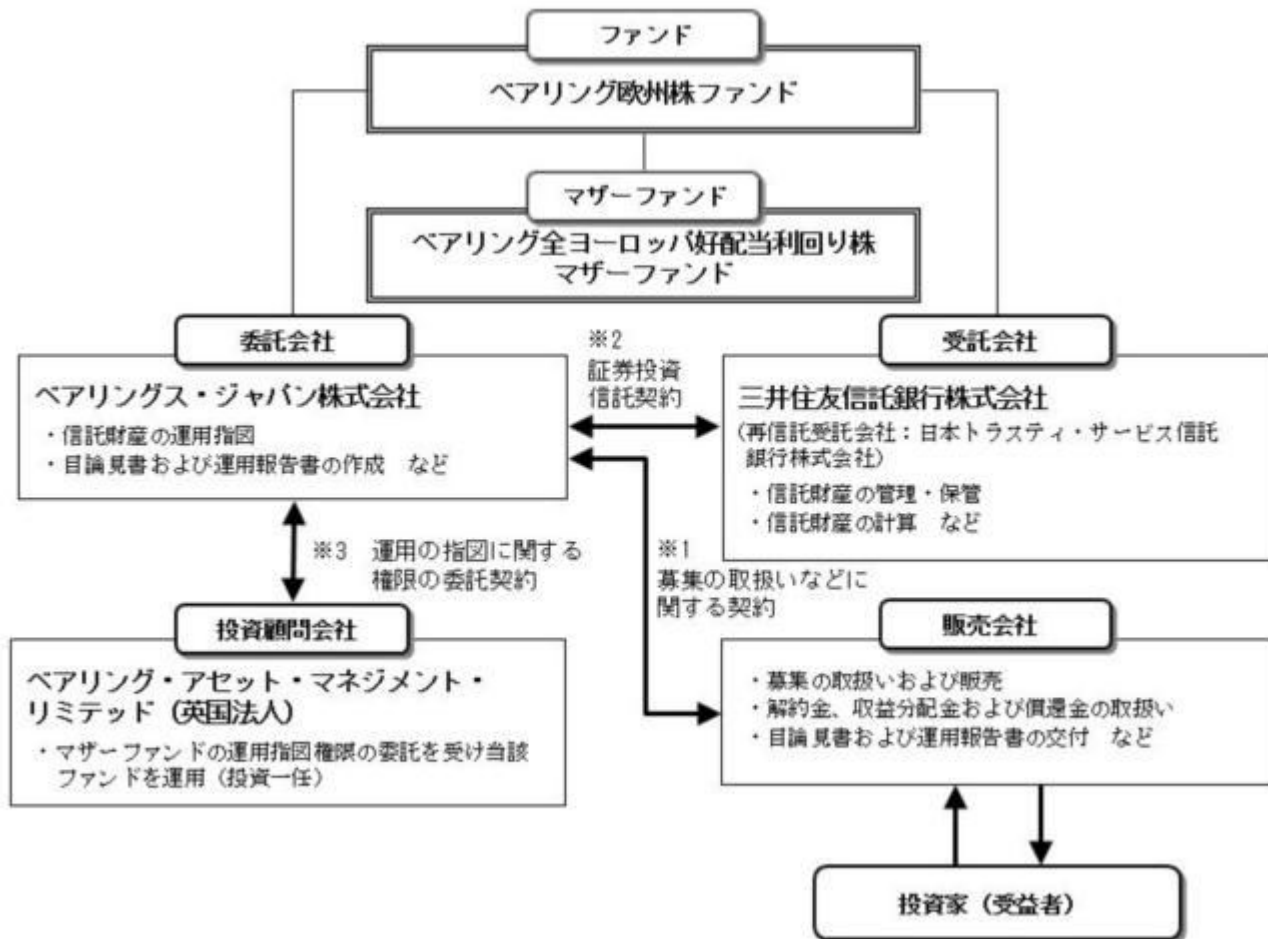 ファンド
ベアリング欧州株ファンド
マザーファンド
ベアリング全ヨーロッパ好配当利回り株
マザーファンド
委託会社
ベアリングス・ジャパン株式会社
・信託財産の運用指図
・目論見書および運用報告書の作成　など
※2
証券投資
信託契約
受託会社
三井住友信託銀行株式会社
（再信託受託会社：日本トラスティ・サービス信託
銀行株式会社）
・信託財産の管理・保管
・信託財産の計算　など
※3　運用の指図に関する
権限の委託契約
※1
募集の取扱いなどに
関する契約
投資顧問会社
ベアリング・アセット・マネジメント・
リミテッド（英国法人）
・マザーファンドの運用指図権限の委託を受け当該
ファンドを運用（投資一任）
販売会社
・募集の取扱いおよび販売
・解約金、収益分配金および償還金の取扱い
・目論見書および運用報告書の交付　など
投資家（受益者）